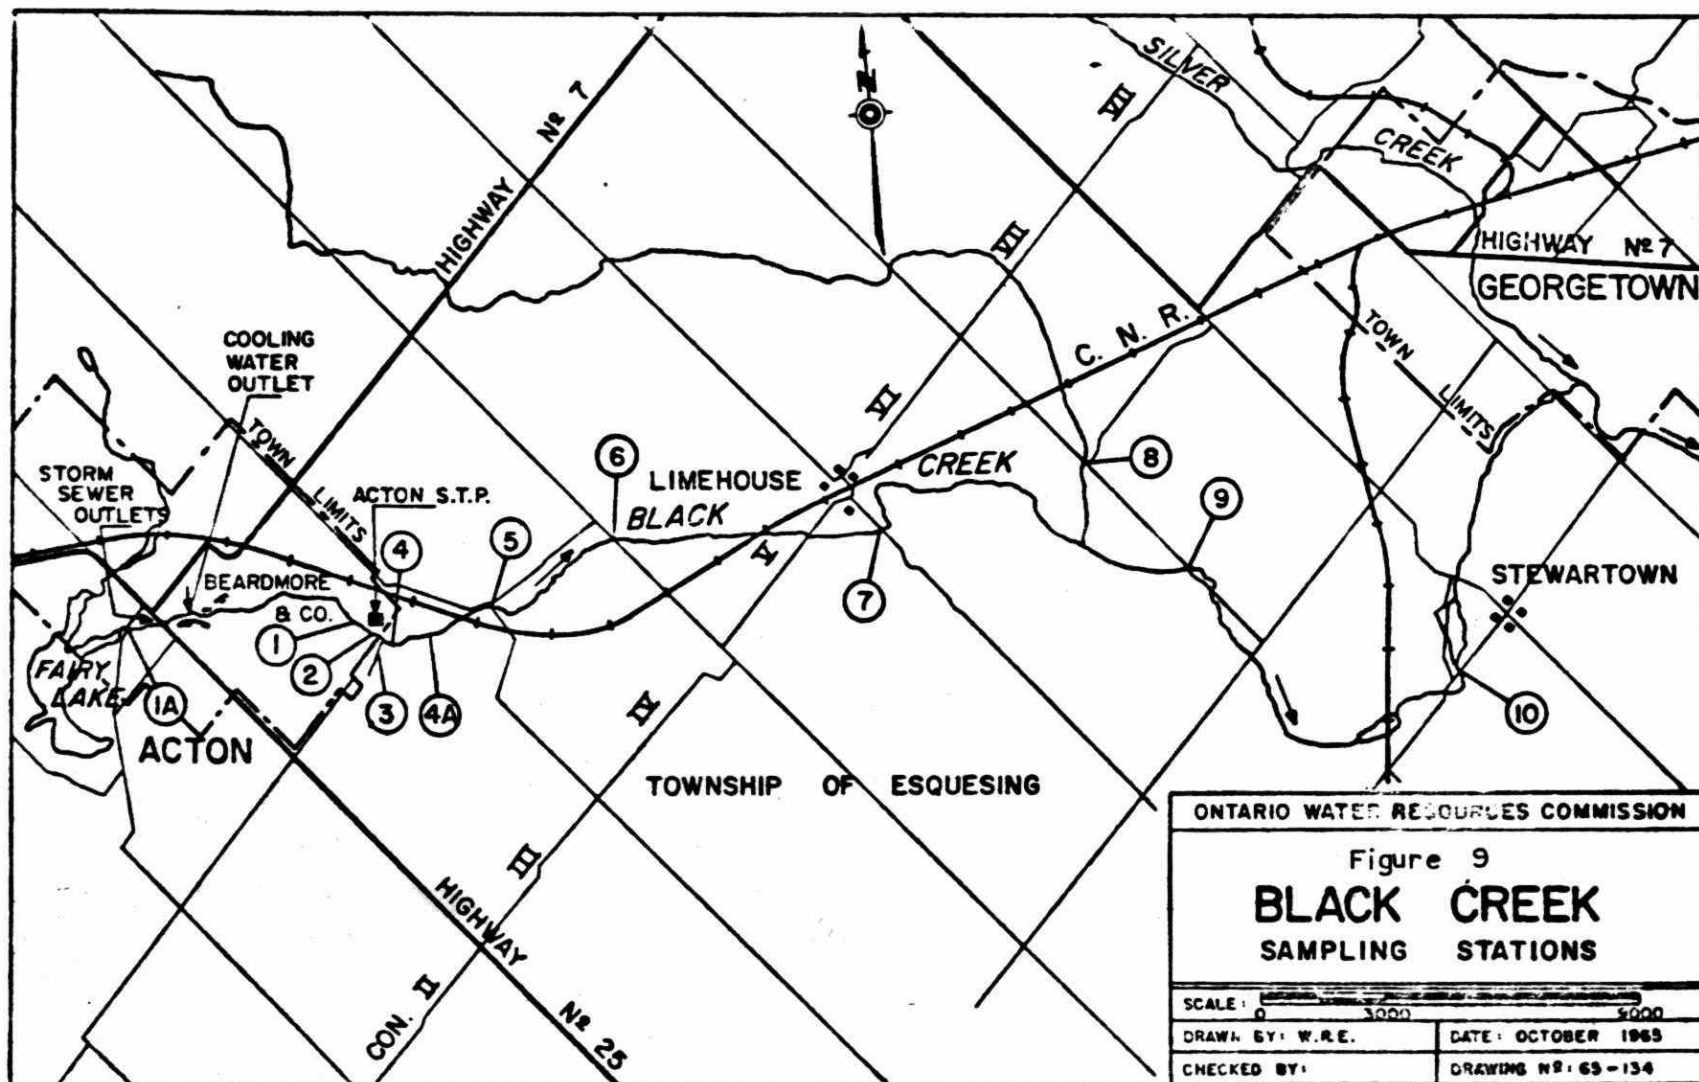 SILVER
CREEK
N
HIGHWAY Nº 7
VII
VII
VI
V
IV
III
CON. II
HIGHWAY Nº 7
GEORGETOWN
C. N. R.
TOWN
LIMITS
COOLING
WATER
OUTLET
TOWN
LIMITS
STORM
SEWER
OUTLETS
ACTON S.T.P.
BEARDMORE
& CO.
FAIRY
LAKE
ACTON
LIMEHOUSE
BLACK
CREEK
1A
1
2
3
4
4A
5
6
7
8
9
10
STEWARTOWN
TOWNSHIP OF ESQUESING
HIGHWAY Nº 25
ONTARIO WATER RESOURCES COMMISSION
Figure 9
BLACK CREEK
SAMPLING STATIONS
SCALE: 0 3000 9000
DRAWN BY: W.R.E.
DATE: OCTOBER 1965
CHECKED BY:
DRAWING Nº: 65-134